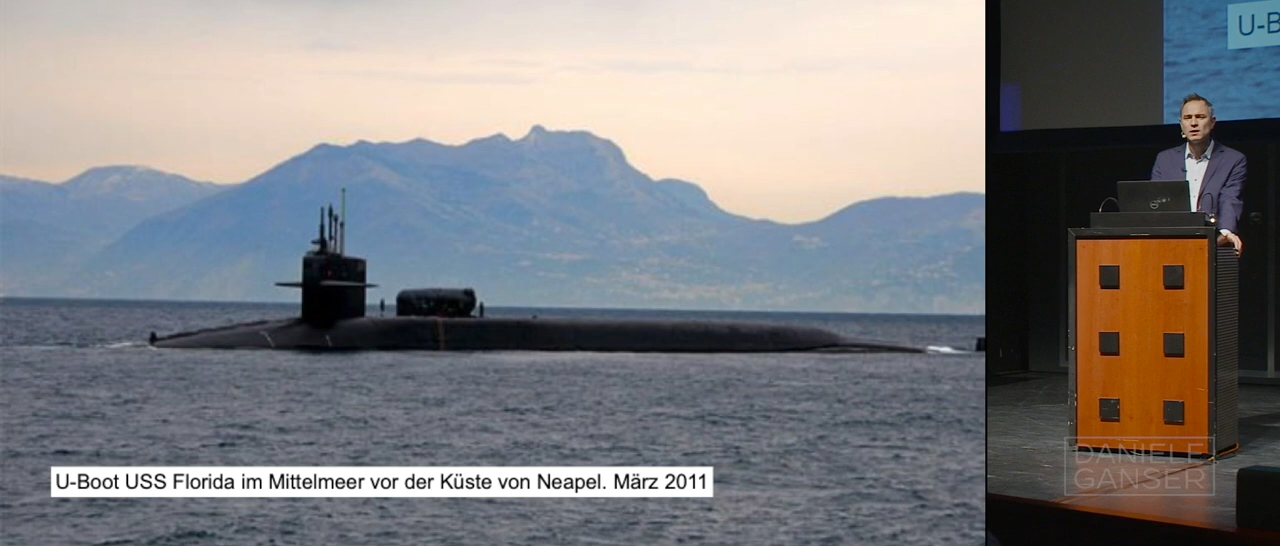 U-Boot USS Florida im Mittelmeer vor der Küste von Neapel. März 2011
U-B
DANIELE
GANSER